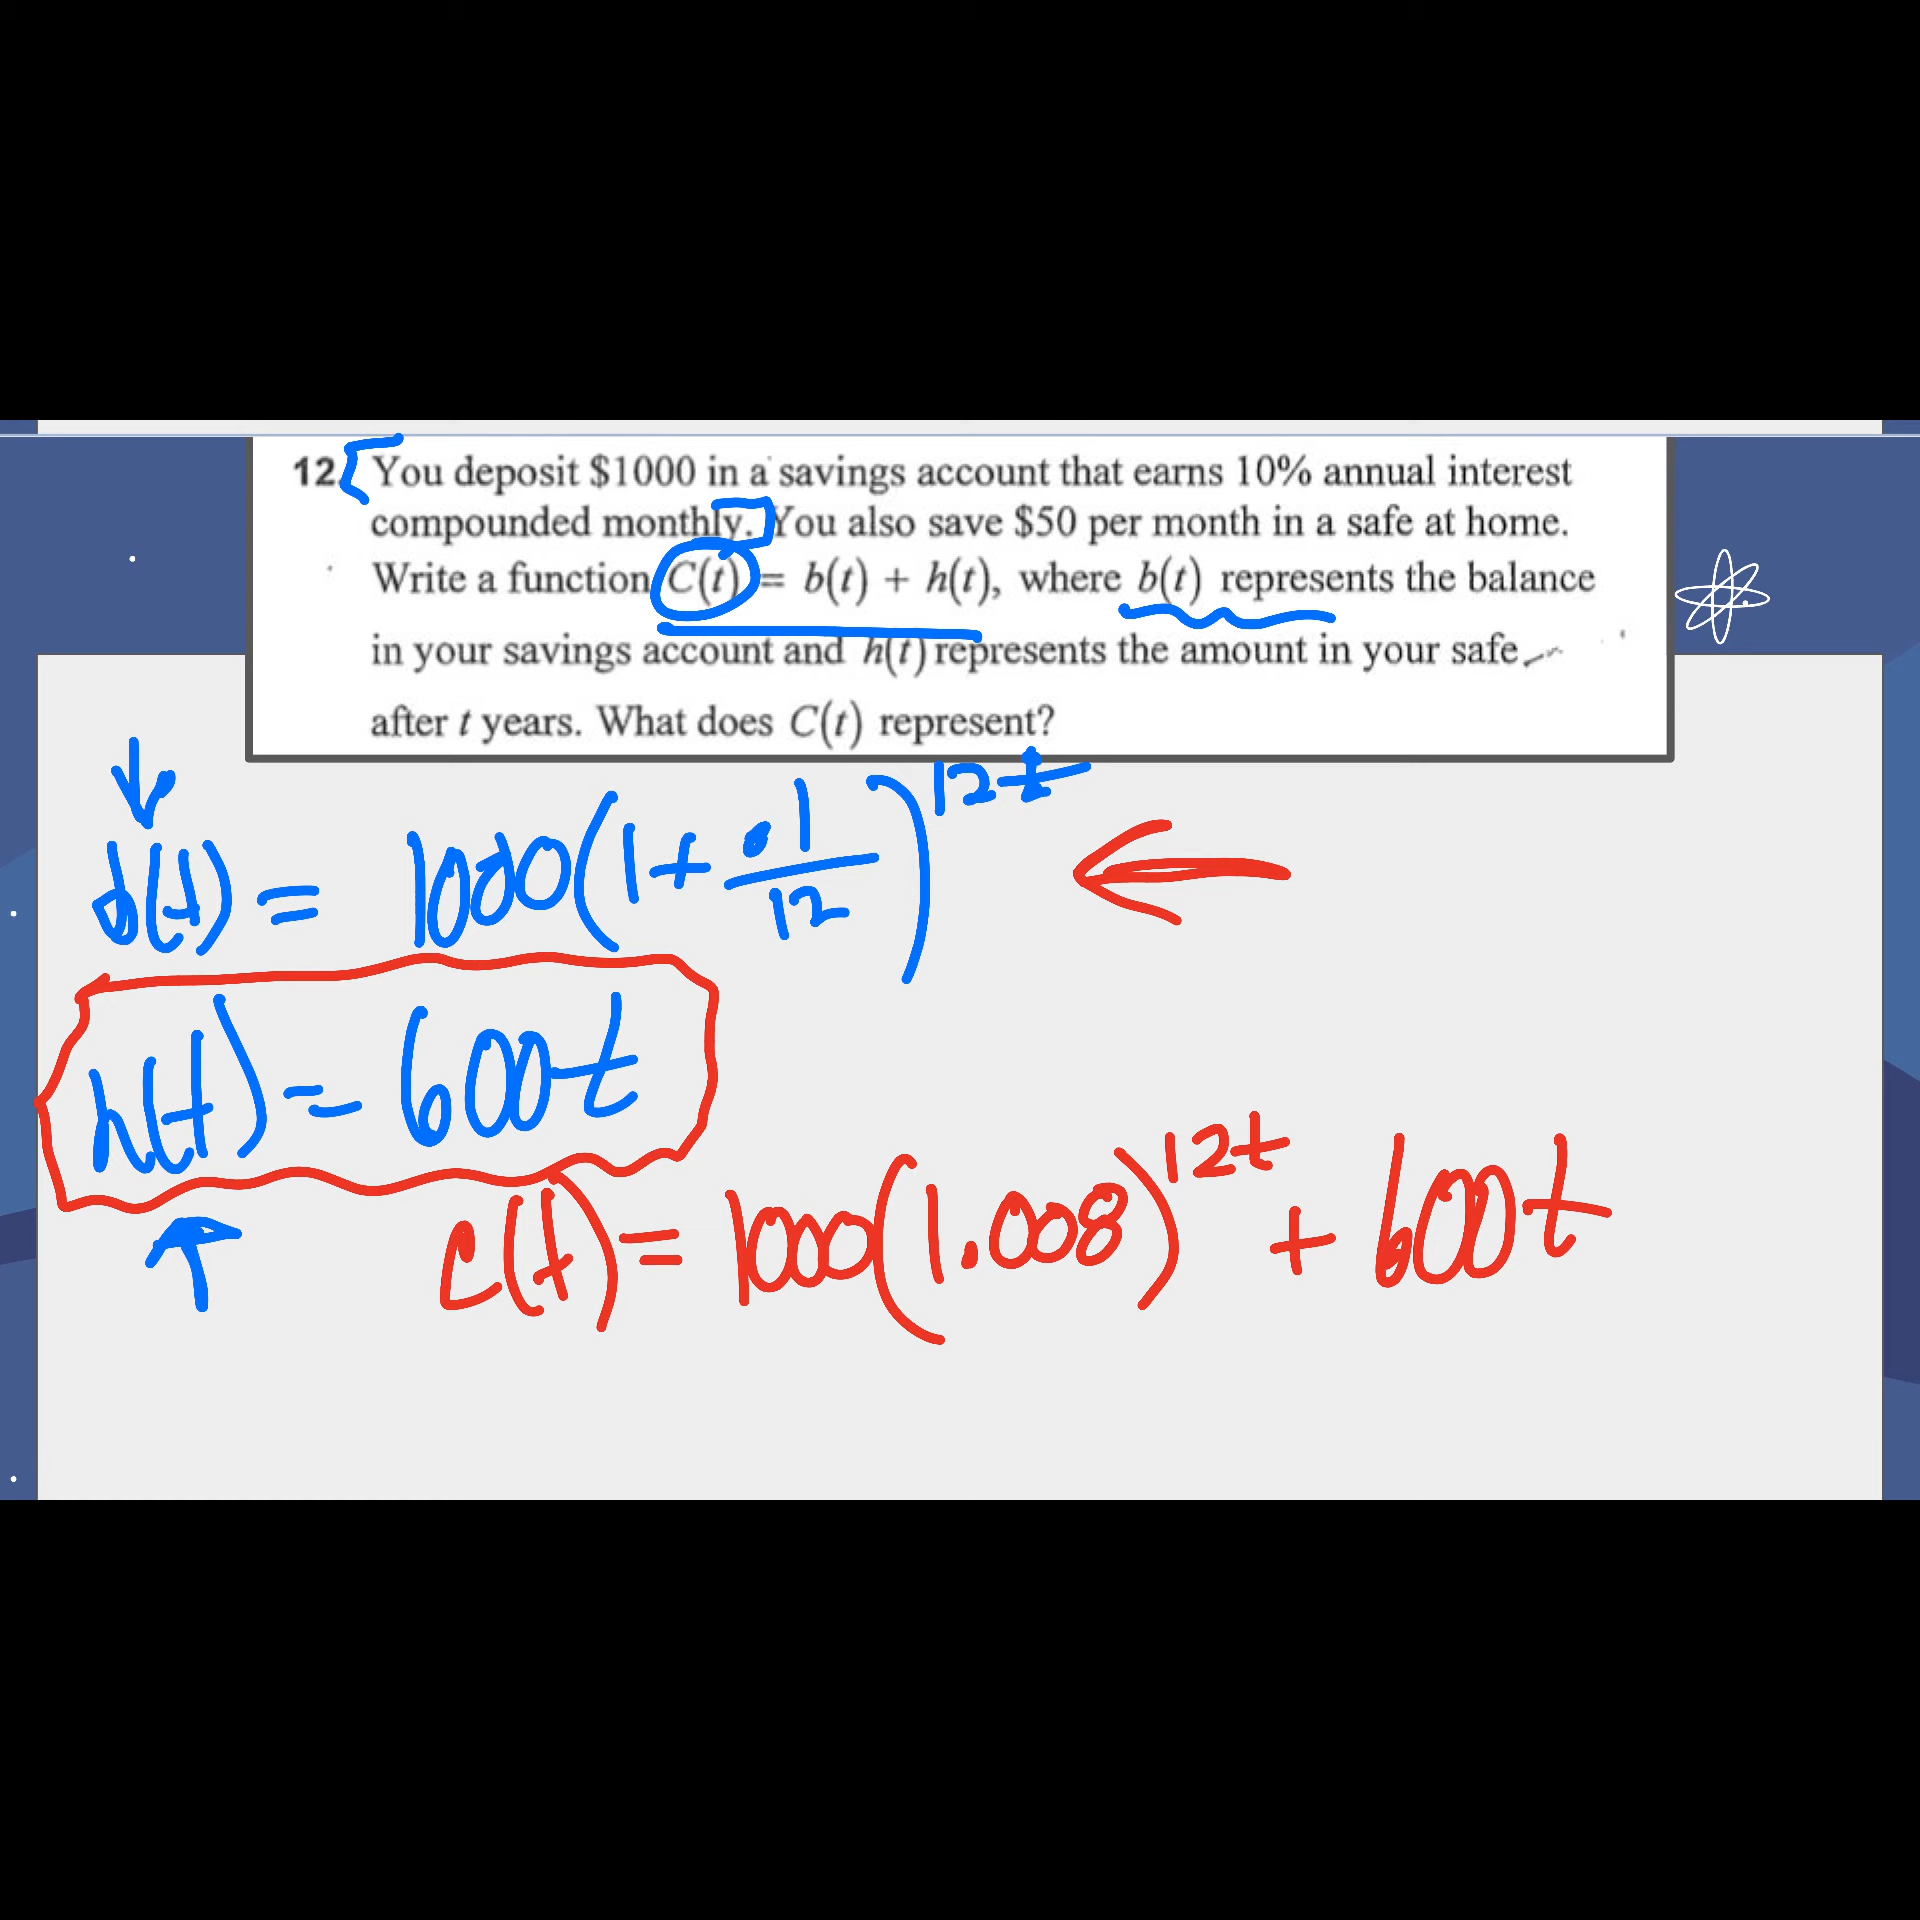 12. You deposit $1000 in a savings account that earns 10% annual interest
compounded monthly. You also save $50 per month in a safe at home.
Write a function C(t) = b(t) + h(t), where b(t) represents the balance
in your savings account and h(t) represents the amount in your safe
after t years. What does C(t) represent?
b(t) = 1000(1 + .1/12)^12t
h(t) = 600t
C(t) = 1000(1.008)^12t + 600t